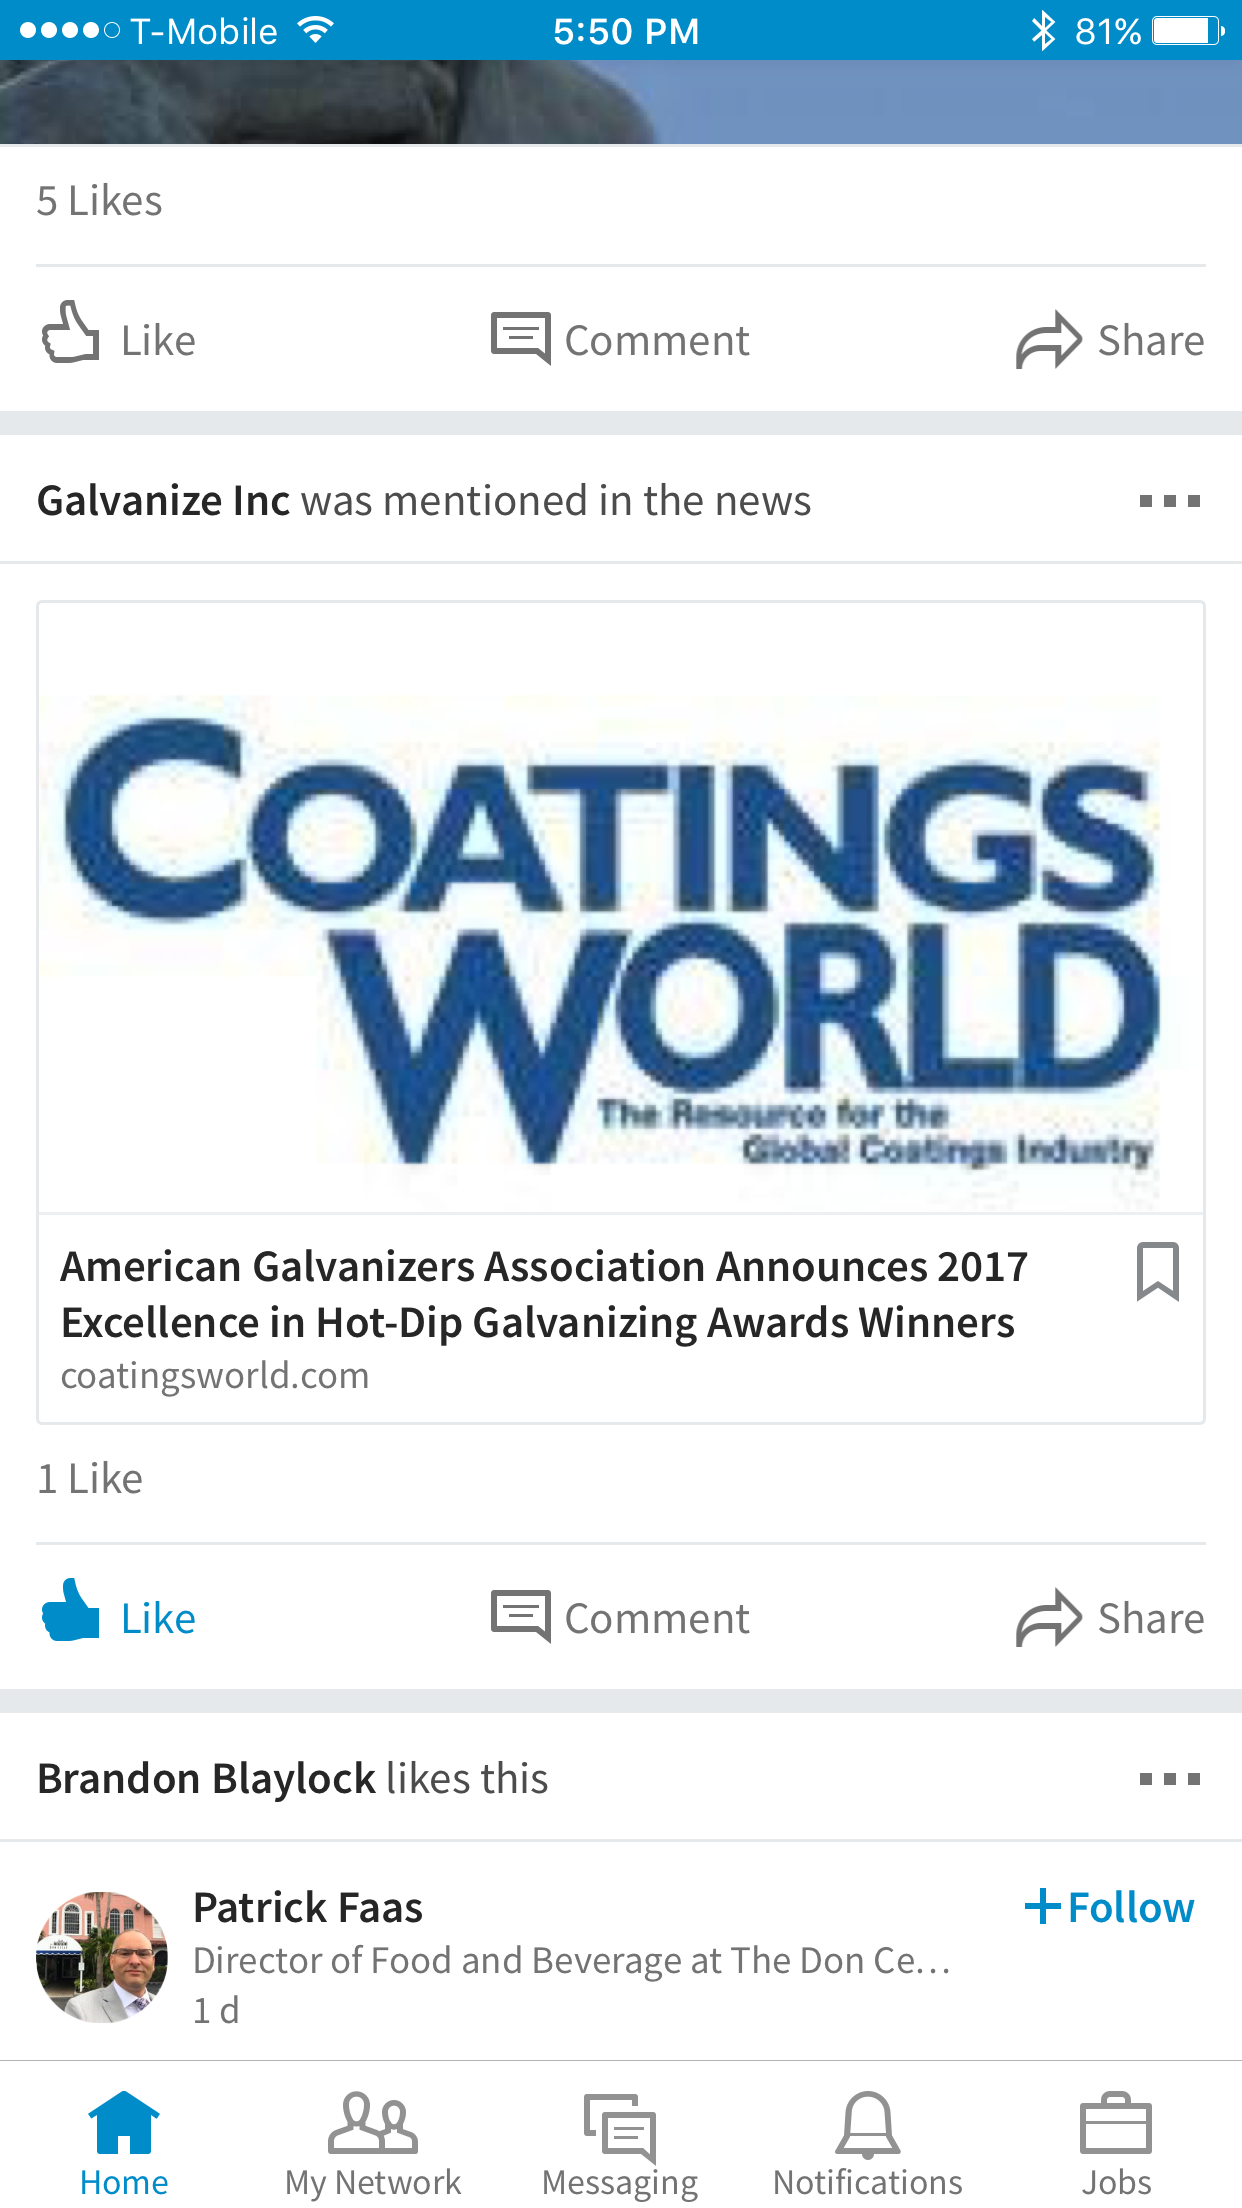 T-Mobile 5:50 PM 81%
5 Likes
Like Comment Share
Galvanize Inc was mentioned in the news
COATINGS
WORLD
The Resource for the
Global Coatings Industry
American Galvanizers Association Announces 2017
Excellence in Hot-Dip Galvanizing Awards Winners
coatingsworld.com
1 Like
Like Comment Share
Brandon Blaylock likes this
Patrick Faas +Follow
Director of Food and Beverage at The Don Ce...
1 d
Home My Network Messaging Notifications Jobs